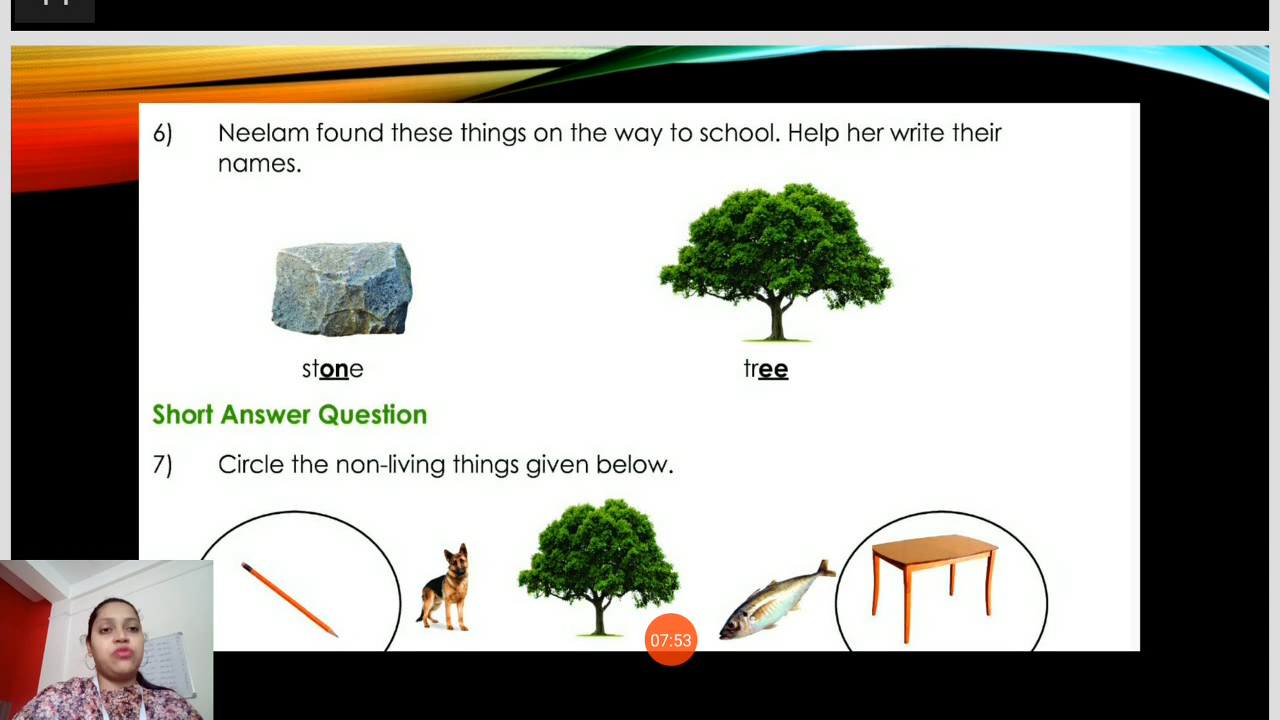 6) Neelam found these things on the way to school. Help her write their
names.
stone
tree
Short Answer Question
7) Circle the non-living things given below.
07:53